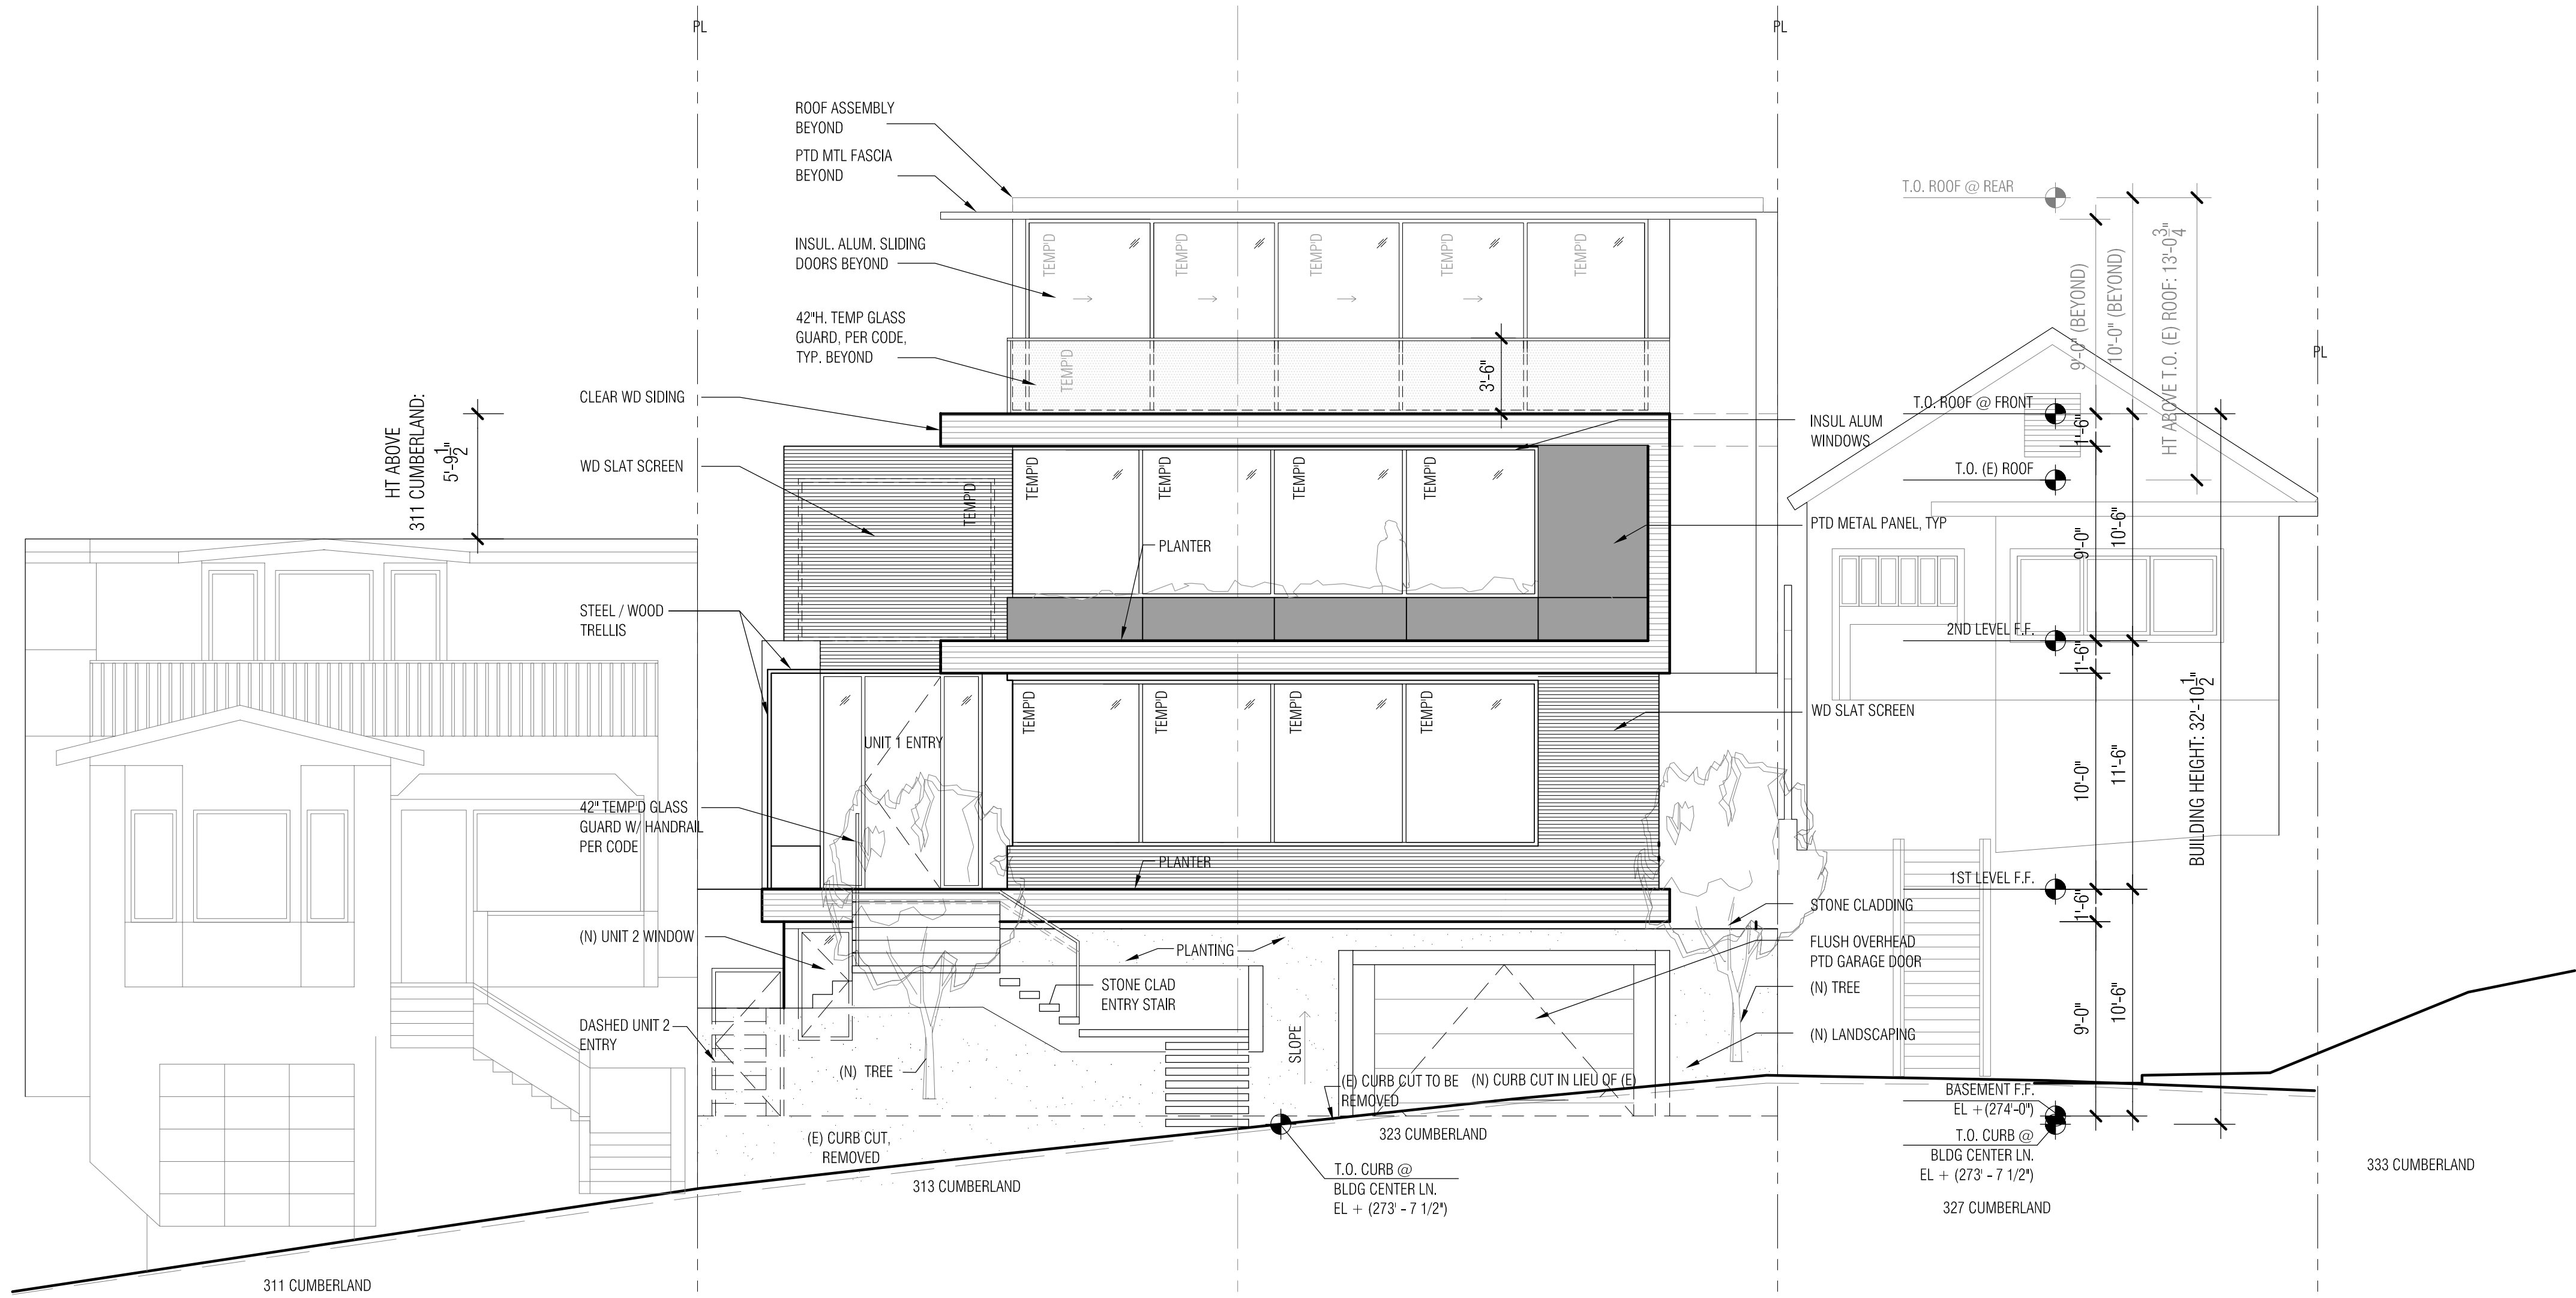 PL
PL
PL
ROOF ASSEMBLY
BEYOND
PTD MTL FASCIA
BEYOND
INSUL. ALUM. SLIDING
DOORS BEYOND
42"H. TEMP GLASS
GUARD, PER CODE,
TYP. BEYOND
CLEAR WD SIDING
WD SLAT SCREEN
STEEL / WOOD
TRELLIS
42" TEMP'D GLASS
GUARD W/ HANDRAIL
PER CODE
(N) UNIT 2 WINDOW
DASHED UNIT 2
ENTRY
HT ABOVE
311 CUMBERLAND:
5'-9 1/2"
TEMP'D
TEMP'D
TEMP'D
TEMP'D
TEMP'D
TEMP'D
3'-6"
TEMP'D
TEMP'D
TEMP'D
TEMP'D
TEMP'D
PLANTER
UNIT 1 ENTRY
TEMP'D
TEMP'D
TEMP'D
TEMP'D
PLANTER
PLANTING
STONE CLAD
ENTRY STAIR
SLOPE
(N) TREE
(E) CURB CUT TO BE
REMOVED
(N) CURB CUT IN LIEU OF (E)
(E) CURB CUT,
REMOVED
T.O. CURB @
BLDG CENTER LN.
EL + (273' - 7 1/2")
INSUL ALUM
WINDOWS
PTD METAL PANEL, TYP
WD SLAT SCREEN
STONE CLADDING
FLUSH OVERHEAD
PTD GARAGE DOOR
(N) TREE
(N) LANDSCAPING
T.O. ROOF @ REAR
T.O. ROOF @ FRONT
T.O. (E) ROOF
2ND LEVEL F.F.
1ST LEVEL F.F.
BASEMENT F.F.
EL +(274'-0")
T.O. CURB @
BLDG CENTER LN.
EL + (273' - 7 1/2")
9'-0" (BEYOND)
10'-0" (BEYOND)
HT ABOVE T.O. (E) ROOF: 13'-0 3/4"
1'-6"
9'-0"
10'-6"
1'-6"
10'-0"
11'-6"
1'-6"
9'-0"
10'-6"
BUILDING HEIGHT: 32'-10 1/2"
311 CUMBERLAND
313 CUMBERLAND
323 CUMBERLAND
327 CUMBERLAND
333 CUMBERLAND